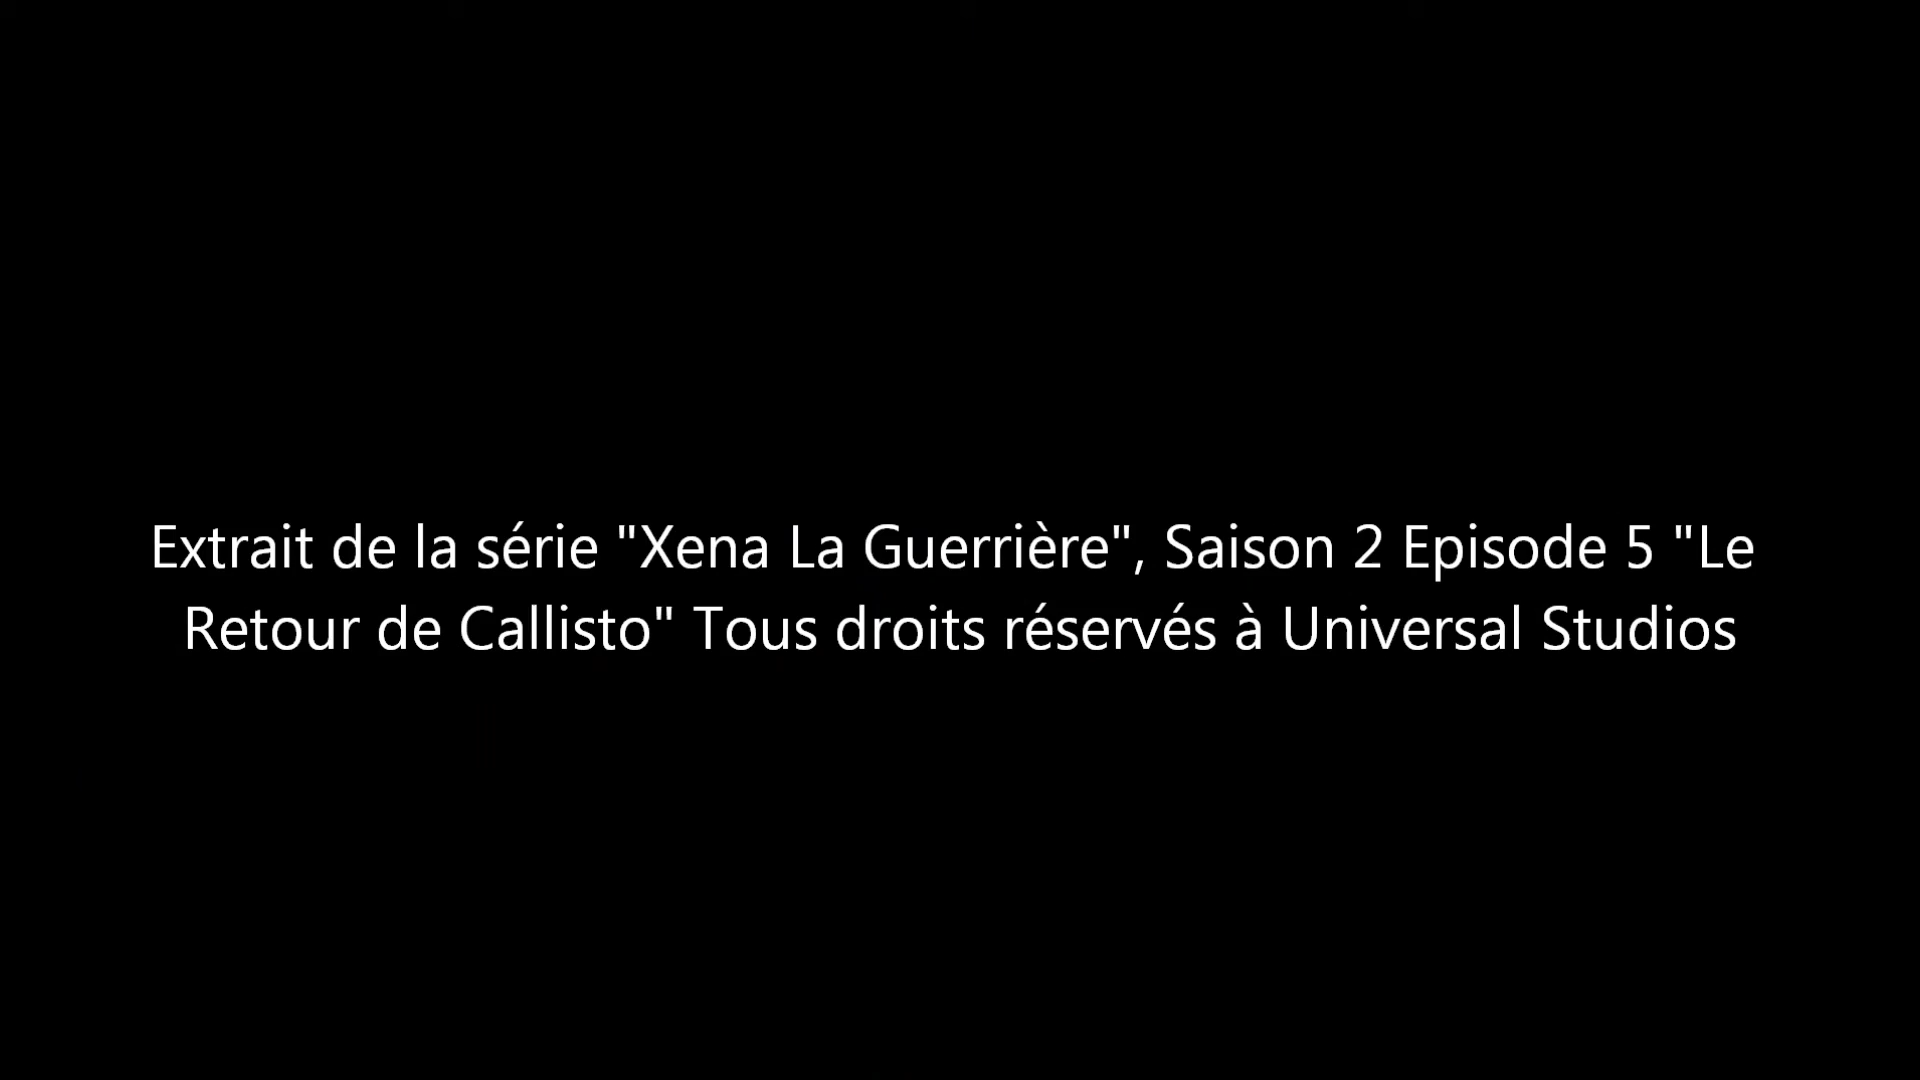 Extrait de la série "Xena La Guerrière", Saison 2 Episode 5 "Le
Retour de Callisto" Tous droits réservés à Universal Studios